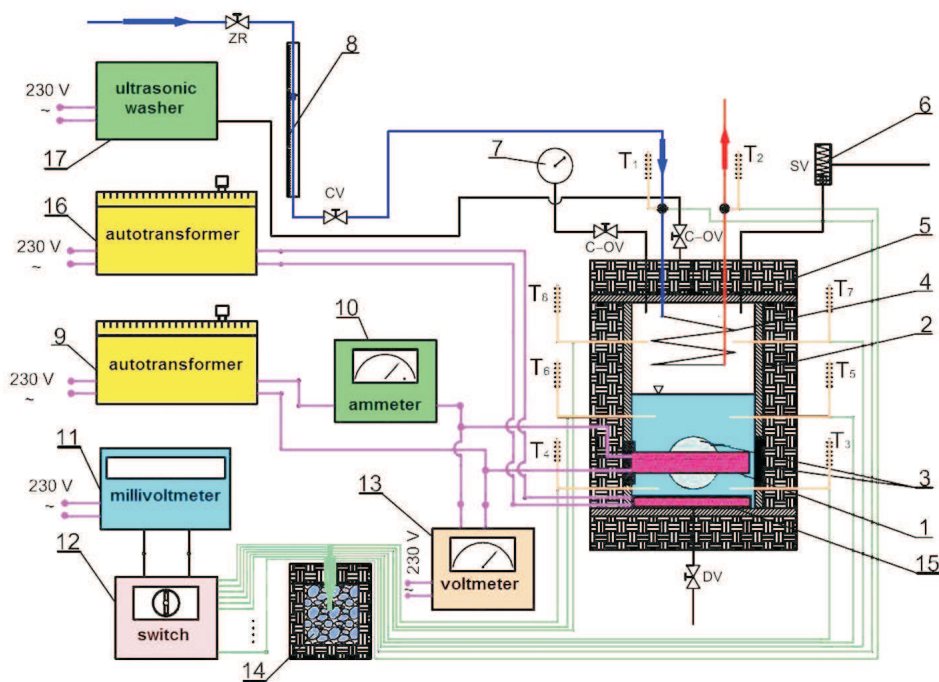 ZR
8
230 V
~
ultrasonic
washer
17
6
7
T1
T2
SV
CV
16
230 V
~
autotransformer
C–OV
C–OV
5
T6
T7
4
9
230 V
~
autotransformer
10
ammeter
2
T6
T5
11
230 V
~
millivoltmeter
T4
T3
3
13
1
12
switch
230 V
~
voltmeter
15
DV
14